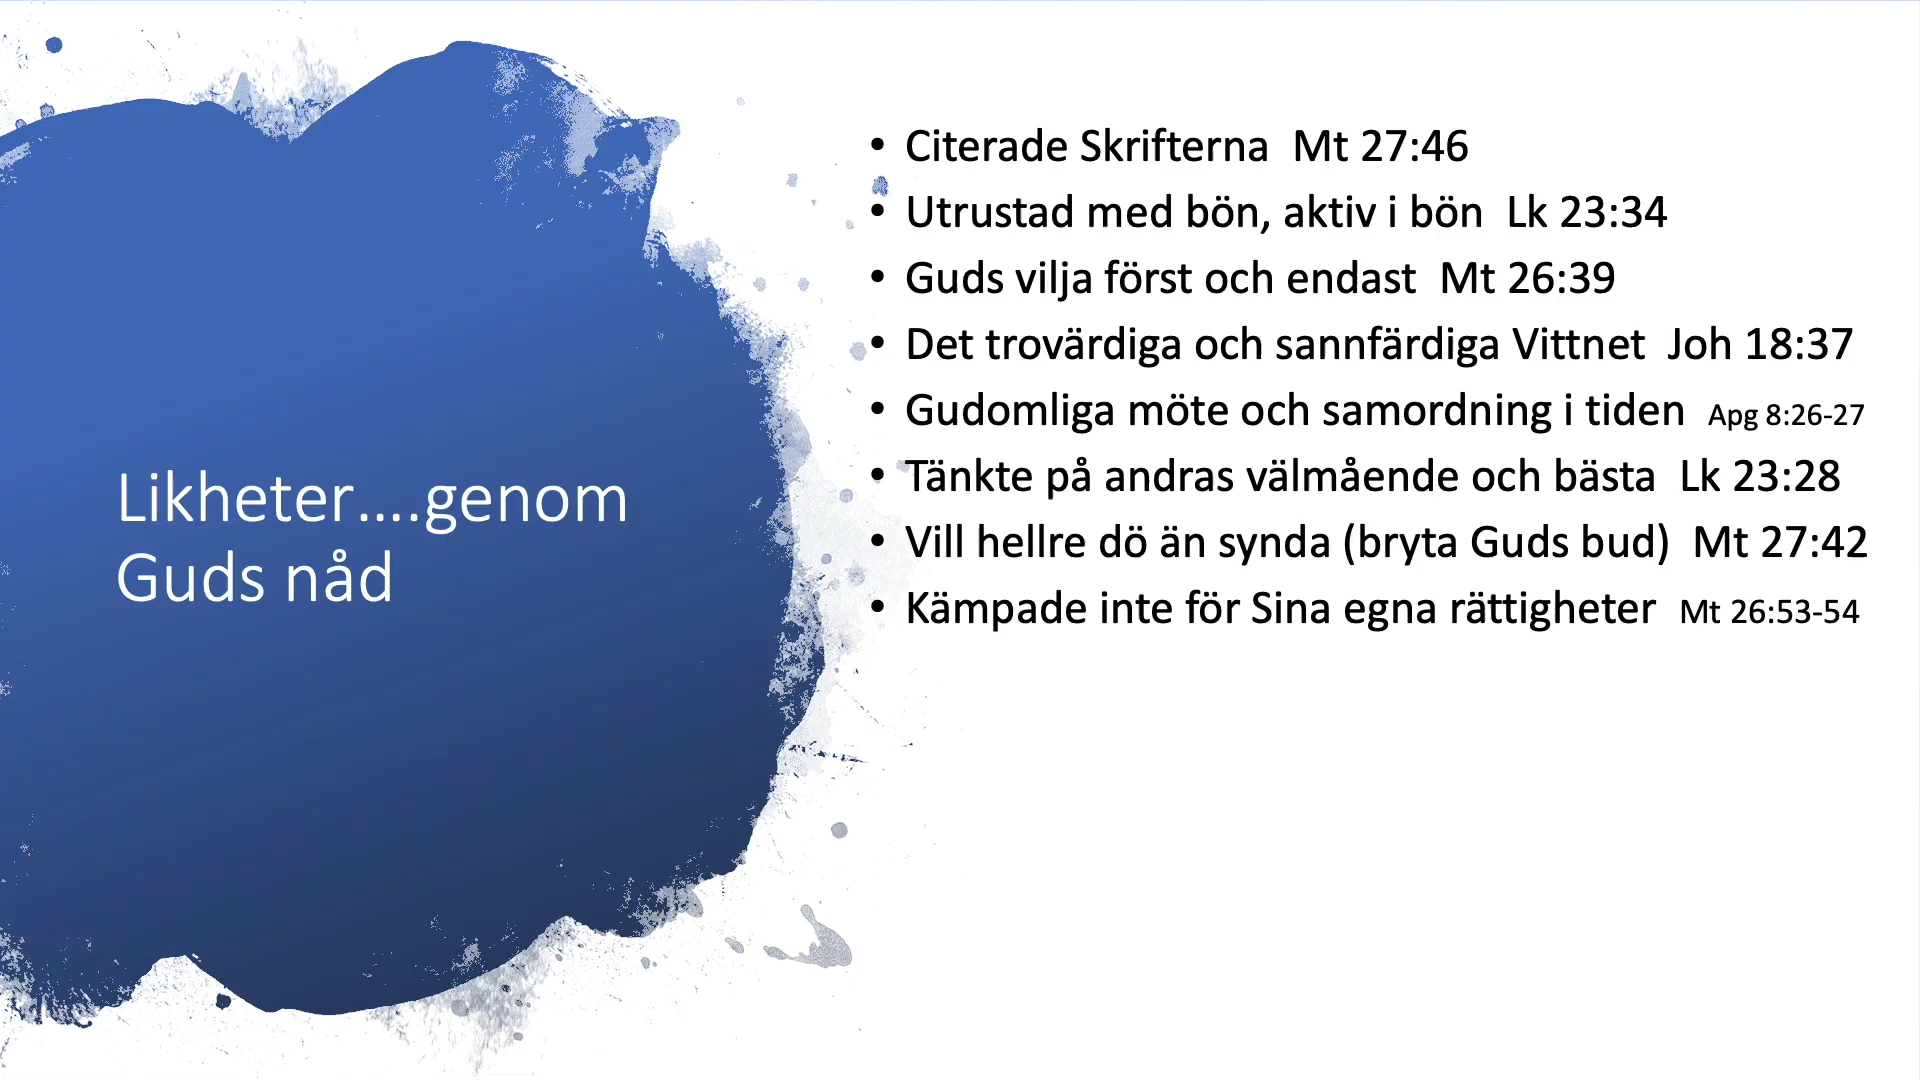 Likheter....genom
Guds nåd
• Citerade Skrifterna Mt 27:46
• Utrustad med bön, aktiv i bön Lk 23:34
• Guds vilja först och endast Mt 26:39
• Det trovärdiga och sannfärdiga Vittnet Joh 18:37
• Gudomliga möte och samordning i tiden Apg 8:26-27
• Tänkte på andras välmående och bästa Lk 23:28
• Vill hellre dö än synda (bryta Guds bud) Mt 27:42
• Kämpade inte för Sina egna rättigheter Mt 26:53-54